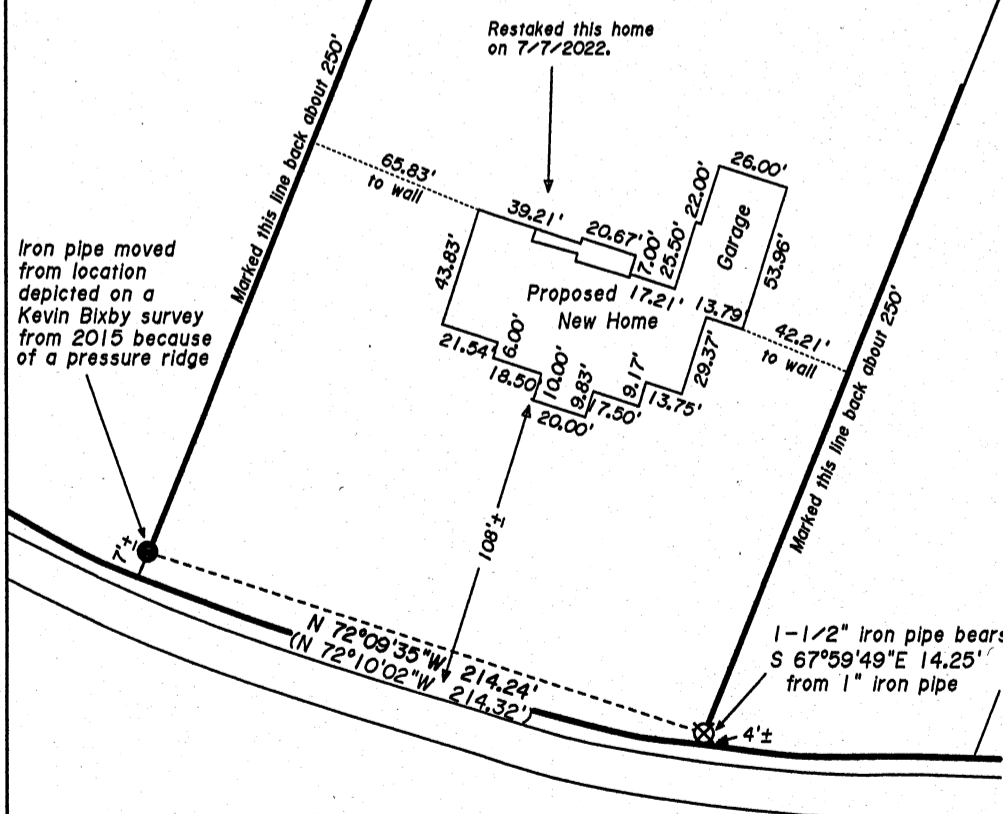 Restaked this home
on 7/7/2022.
Marked this line back about 250'
65.83'
to wall
39.21'
20.67'
7.00'
25.50'
22.00'
26.00'
Garage
53.96'
Iron pipe moved
from location
depicted on a
Kevin Bixby survey
from 2015 because
of a pressure ridge
43.83'
Proposed
New Home
17.21'
13.79'
42.21'
to wall
21.54'
6.00'
18.50'
10.00'
9.83'
20.00'
17.50'
9.17'
13.75'
29.37'
Marked this line back about 250'
108'±
7'±
N 72°09'35"W 214.24'
(N 72°10'02"W 214.32')
1-1/2" iron pipe bears
S 67°59'49"E 14.25'
from 1" iron pipe
4'±